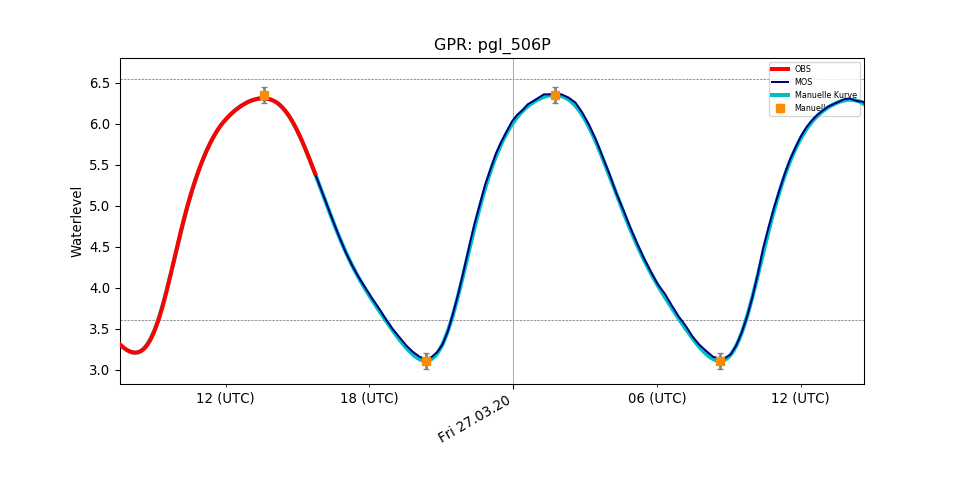 GPR: pgl_506P
OBS
MOS
Manuelle Kurve
Manuell
Waterlevel
6.5
6.0
5.5
5.0
4.5
4.0
3.5
3.0
12 (UTC)
18 (UTC)
Fri 27.03.20
06 (UTC)
12 (UTC)